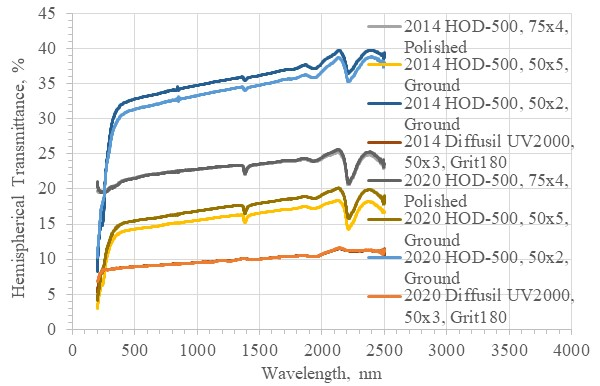 Hemispherical Transmittance, %
45
40
35
30
25
20
15
10
5
0
0
500
1000
1500
2000
2500
3000
3500
4000
Wavelength, nm
2014 HOD-500, 75x4,
Polished
2014 HOD-500, 50x5,
Ground
2014 HOD-500, 50x2,
Ground
2014 Diffusil UV2000,
50x3, Grit180
2020 HOD-500, 75x4,
Polished
2020 HOD-500, 50x5,
Ground
2020 HOD-500, 50x2,
Ground
2020 Diffusil UV2000,
50x3, Grit180